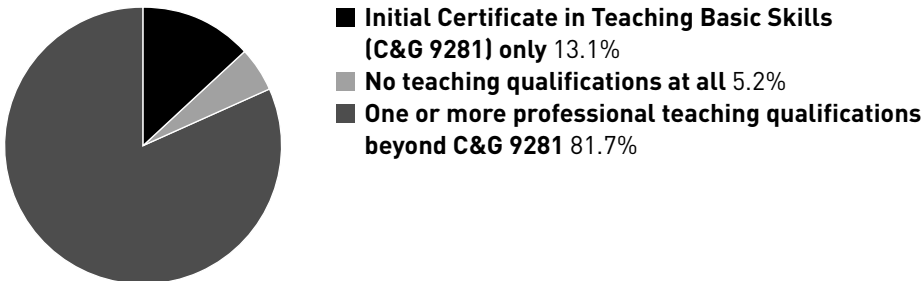 Initial Certificate in Teaching Basic Skills
(C&G 9281) only 13.1%
No teaching qualifications at all 5.2%
One or more professional teaching qualifications
beyond C&G 9281 81.7%